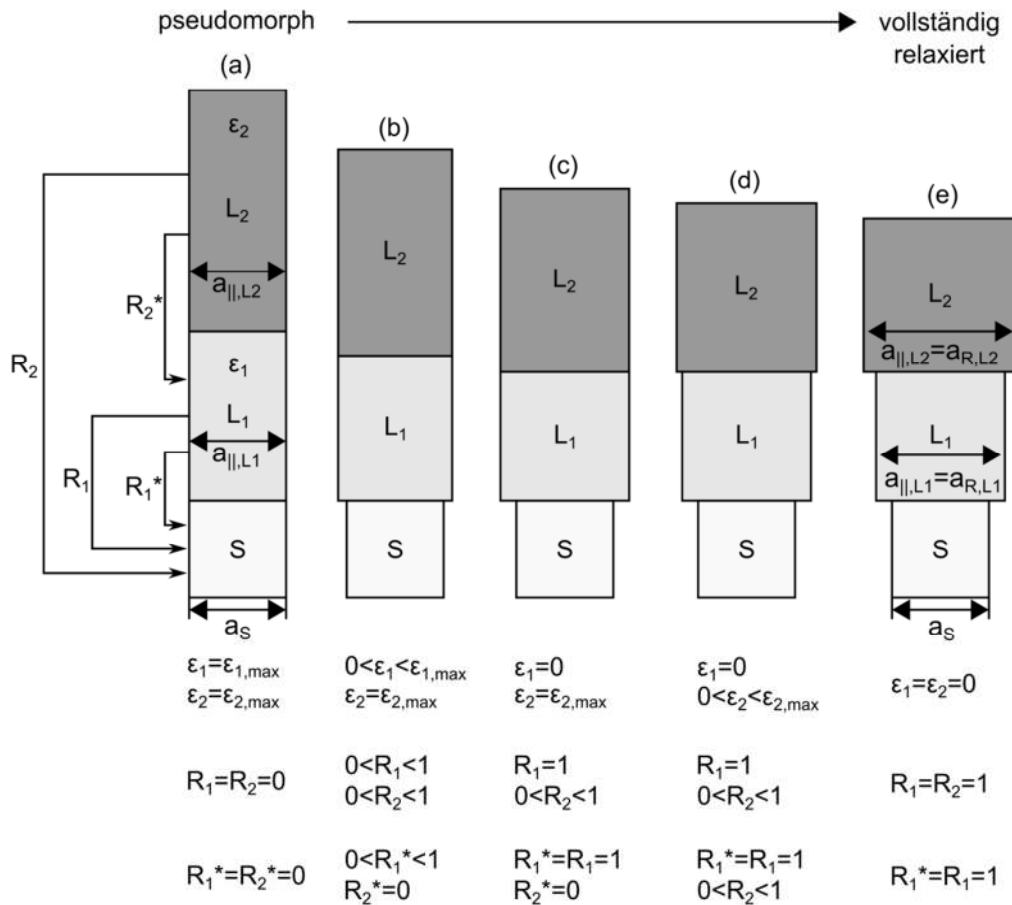 pseudomorph
vollständig
relaxiert
(a)
(b)
(c)
(d)
(e)
ε₂
L₂
a||,L2
R₂*
R₂
ε₁
L₁
a||,L1
R₁
R₁*
S
aS
L₂
L₁
S
L₂
L₁
S
L₂
L₁
S
L₂
a||,L2=aR,L2
L₁
a||,L1=aR,L1
S
aS
ε₁=ε₁,max
ε₂=ε₂,max
0<ε₁<ε₁,max
ε₂=ε₂,max
ε₁=0
ε₂=ε₂,max
ε₁=0
0<ε₂<ε₂,max
ε₁=ε₂=0
R₁=R₂=0
0<R₁<1
0<R₂<1
R₁=1
0<R₂<1
R₁=1
0<R₂<1
R₁=R₂=1
R₁*=R₂*=0
0<R₁*<1
R₂*=0
R₁*=R₁=1
R₂*=0
R₁*=R₁=1
0<R₂<1
R₁*=R₁=1